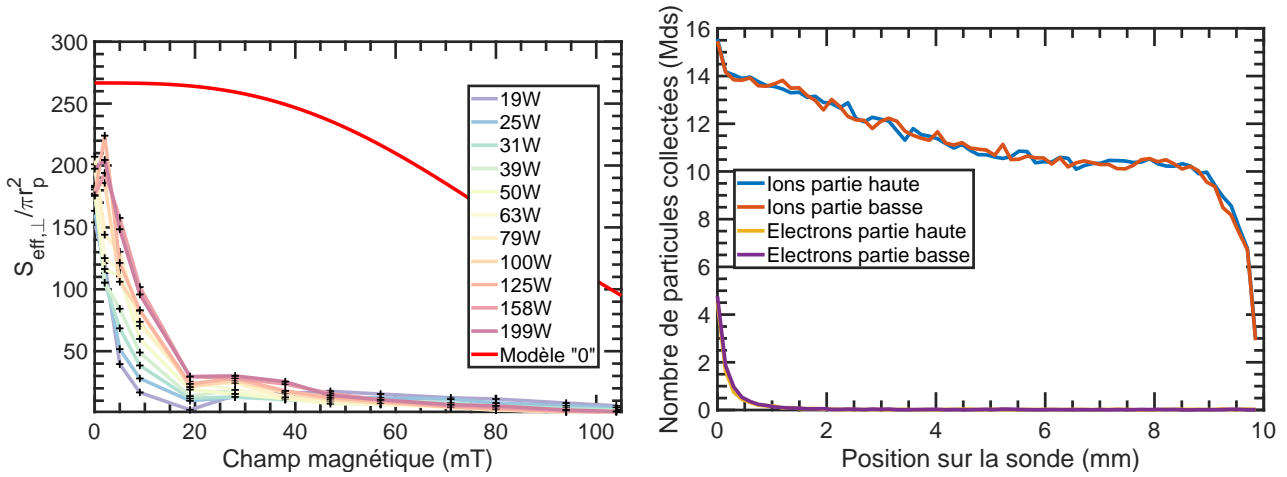 300
250
200
150
100
50
0
20
40
60
80
100
S_eff,⊥/πr_p^2
Champ magnétique (mT)
19W
25W
31W
39W
50W
63W
79W
100W
125W
158W
199W
Modèle "0"
16
14
12
10
8
6
4
2
0
0
2
4
6
8
10
Nombre de particules collectées (Mds)
Position sur la sonde (mm)
Ions partie haute
Ions partie basse
Electrons partie haute
Electrons partie basse